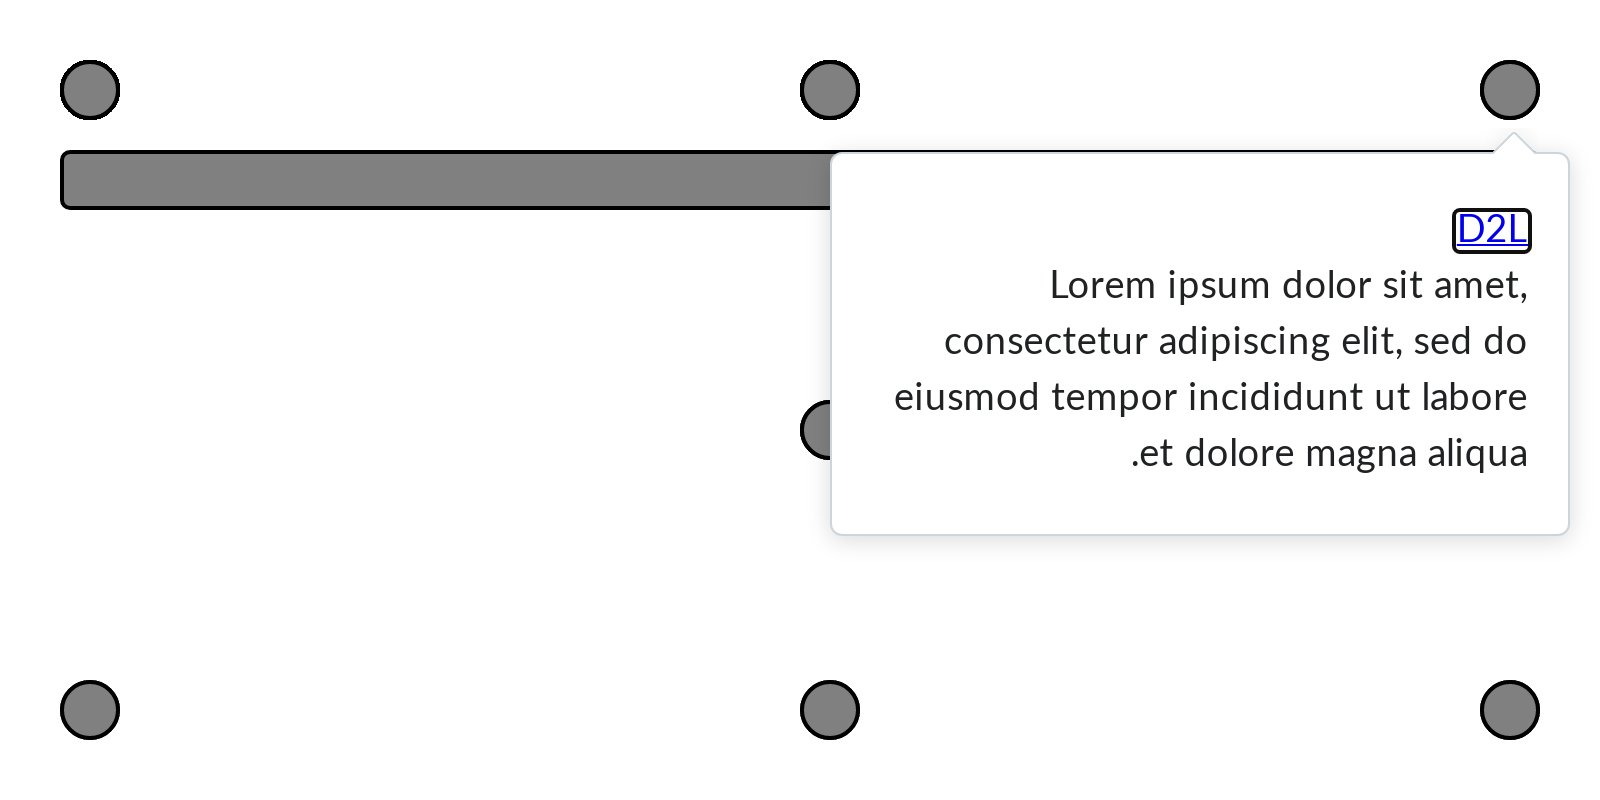 D2L
Lorem ipsum dolor sit amet,
consectetur adipiscing elit, sed do
eiusmod tempor incididunt ut labore
.et dolore magna aliqua